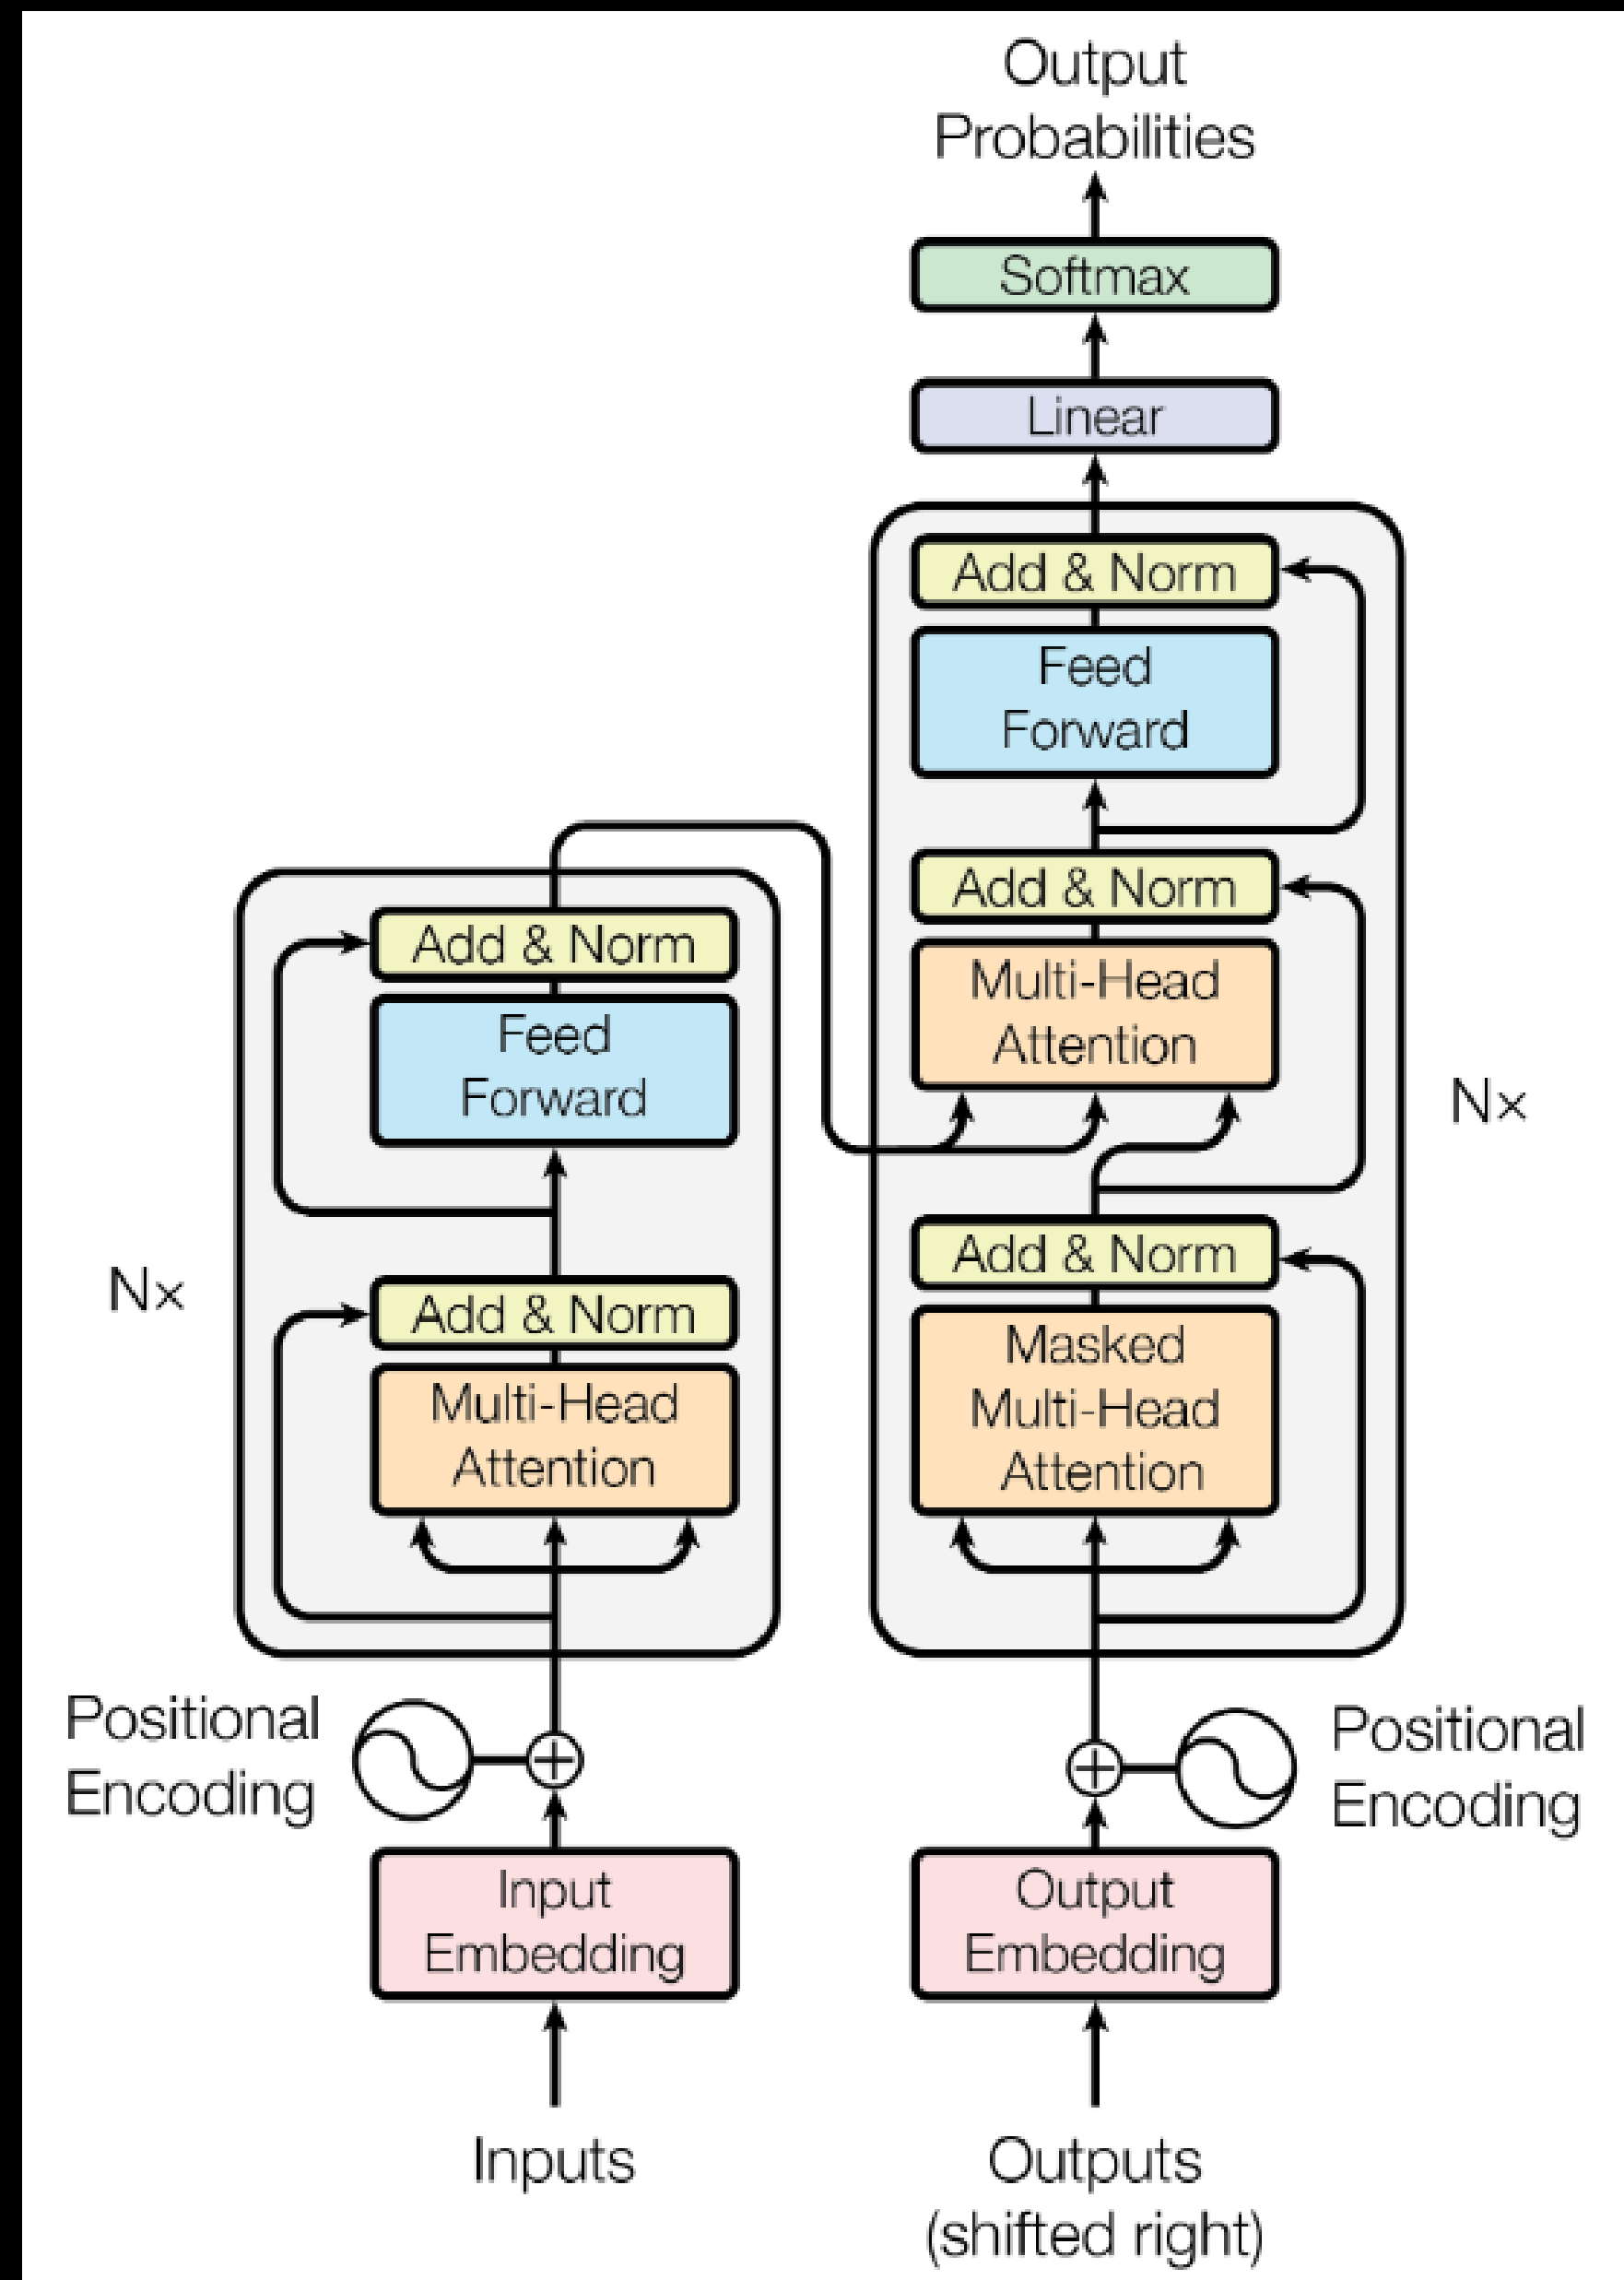 Output
Probabilities
Softmax
Linear
Add & Norm
Feed
Forward
Add & Norm
Multi-Head
Attention
Nx
Add & Norm
Masked
Multi-Head
Attention
Add & Norm
Feed
Forward
Nx
Add & Norm
Multi-Head
Attention
Positional
Encoding
Positional
Encoding
Input
Embedding
Output
Embedding
Inputs
Outputs
(shifted right)